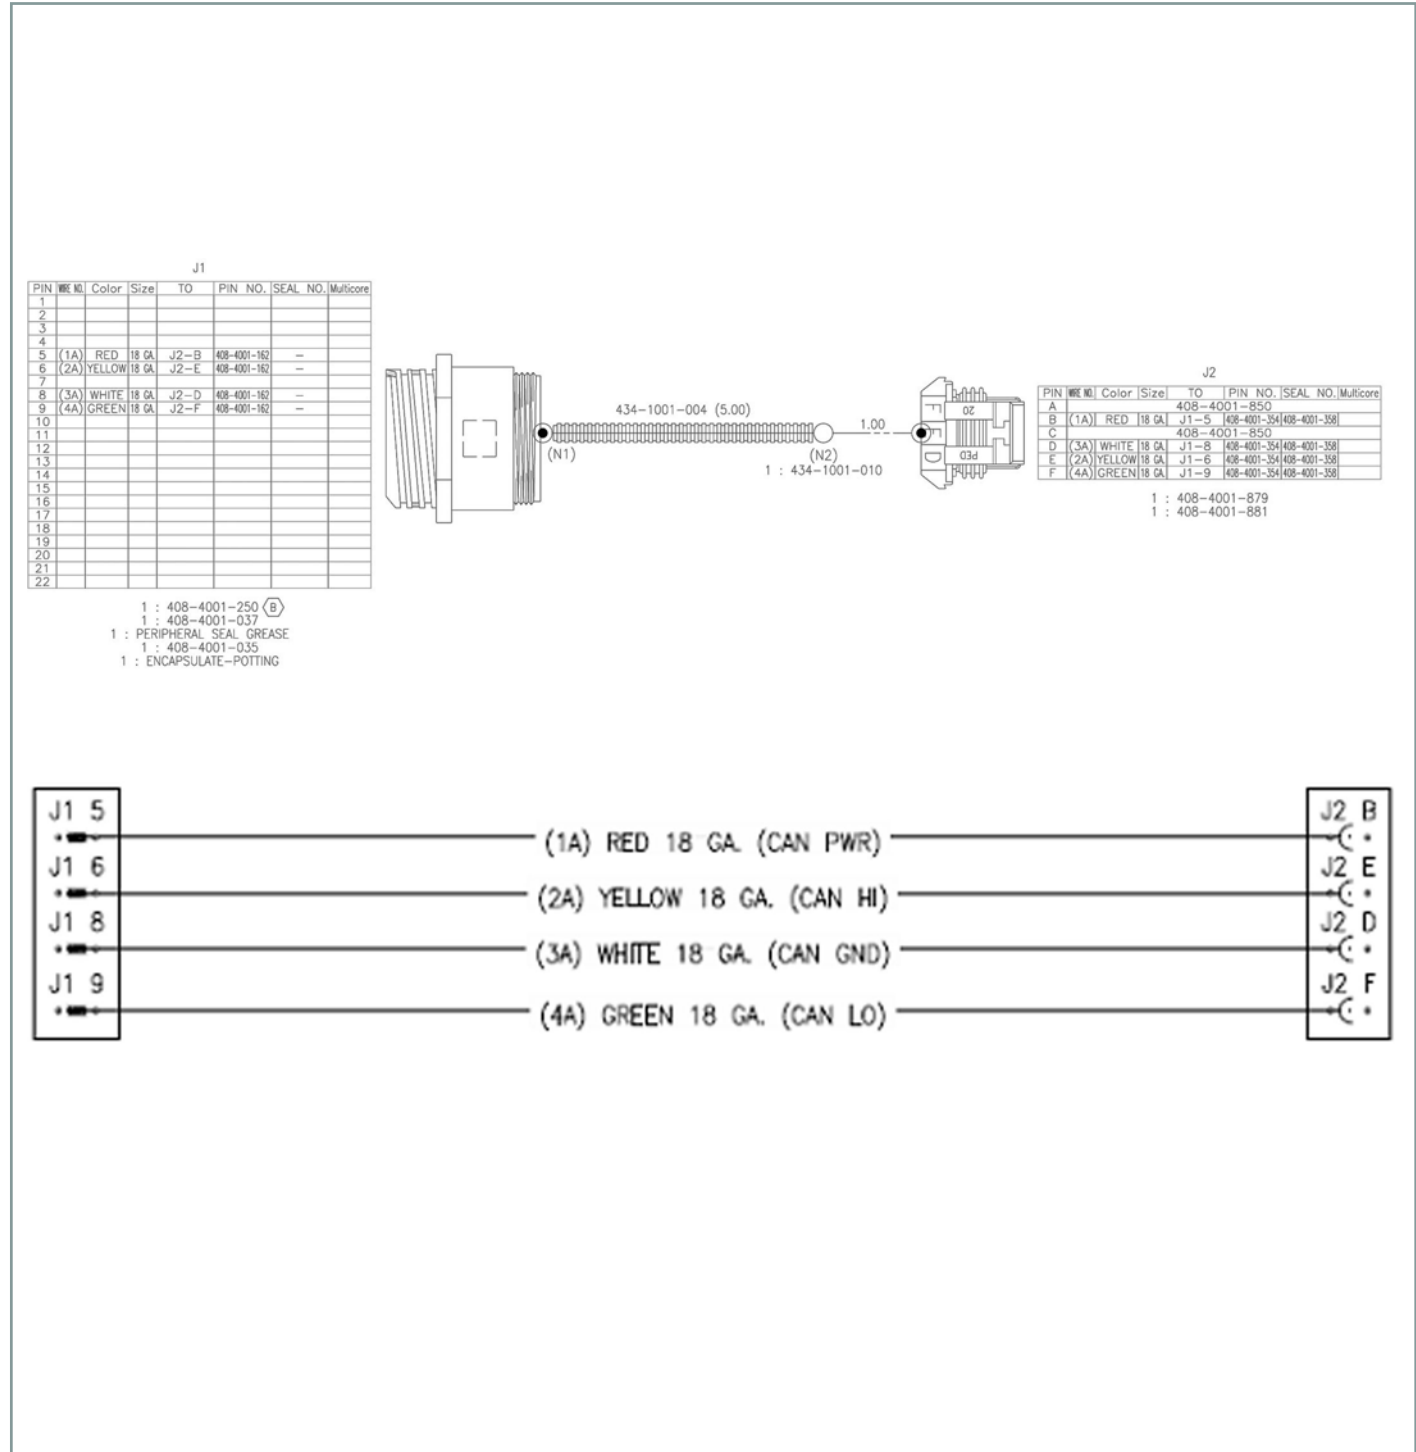 J1
PIN WIRE NO. Color Size TO PIN NO. SEAL NO. Multicore
1
2
3
4
5 (1A) RED 18 GA. J2-B 408-4001-162 -
6 (2A) YELLOW 18 GA. J2-E 408-4001-162 -
7
8 (3A) WHITE 18 GA. J2-D 408-4001-162 -
9 (4A) GREEN 18 GA. J2-F 408-4001-162 -
10
11
12
13
14
15
16
17
18
19
20
21
22
1 : 408-4001-250 B
1 : 408-4001-037
1 : PERIPHERAL SEAL GREASE
1 : 408-4001-035
1 : ENCAPSULATE-POTTING
434-1001-004 (5.00)
(N1)
(N2)
1.00
1 : 434-1001-010
F
E
D
20
PED
J2
PIN WIRE NO. Color Size TO PIN NO. SEAL NO. Multicore
A 408-4001-850
B (1A) RED 18 GA. J1-5 408-4001-354 408-4001-358
C 408-4001-850
D (3A) WHITE 18 GA. J1-8 408-4001-354 408-4001-358
E (2A) YELLOW 18 GA. J1-6 408-4001-354 408-4001-358
F (4A) GREEN 18 GA. J1-9 408-4001-354 408-4001-358
1 : 408-4001-879
1 : 408-4001-881
J1 5 (1A) RED 18 GA. (CAN PWR) J2 B
J1 6 (2A) YELLOW 18 GA. (CAN HI) J2 E
J1 8 (3A) WHITE 18 GA. (CAN GND) J2 D
J1 9 (4A) GREEN 18 GA. (CAN LO) J2 F